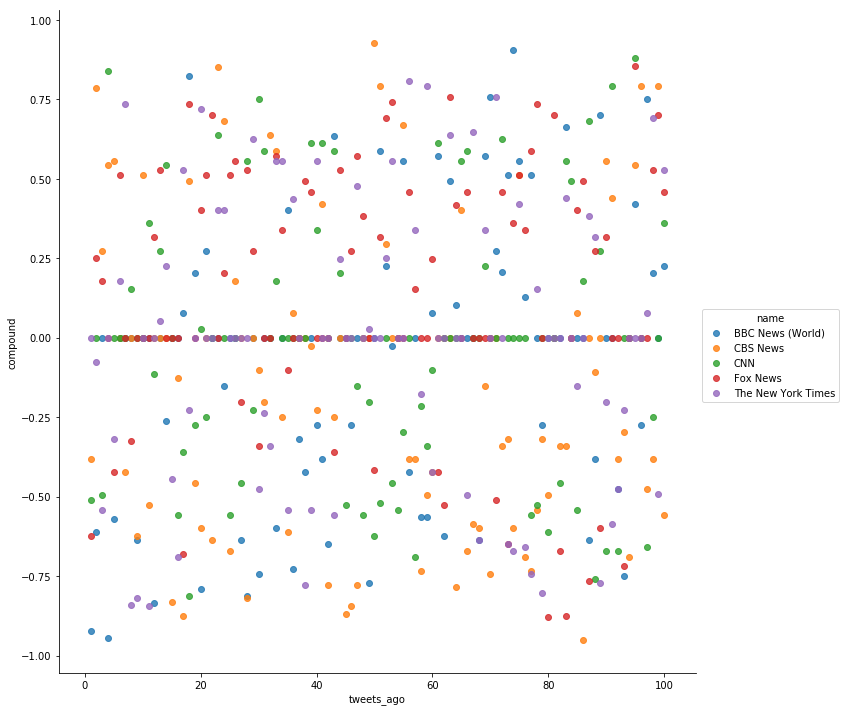 1.00
0.75
0.50
0.25
0.00
−0.25
−0.50
−0.75
−1.00
compound
0 20 40 60 80 100
tweets_ago
name
BBC News (World)
CBS News
CNN
Fox News
The New York Times